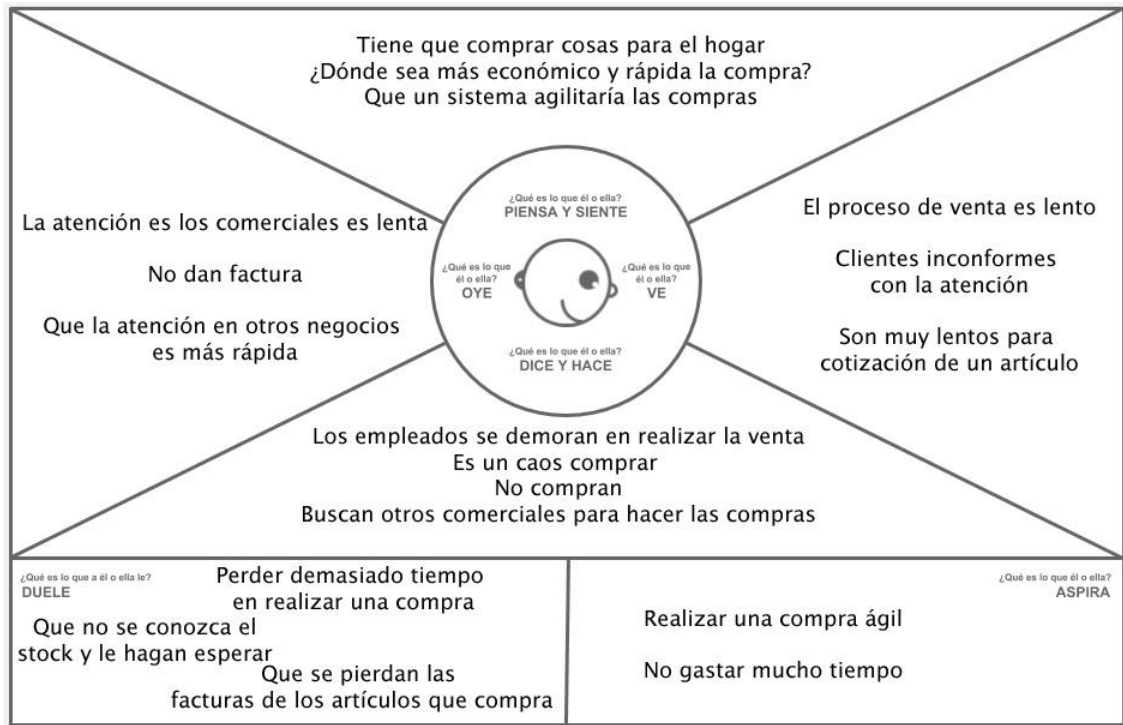 Tiene que comprar cosas para el hogar
¿Dónde sea más económico y rápida la compra?
Que un sistema agilitaría las compras
¿Qué es lo que él o ella?
PIENSA Y SIENTE
La atención es los comerciales es lenta
No dan factura
Que la atención en otros negocios
es más rápida
¿Qué es lo que
él o ella?
OYE
¿Qué es lo que
él o ella?
VE
El proceso de venta es lento
Clientes inconformes
con la atención
Son muy lentos para
cotización de un artículo
¿Qué es lo que él o ella?
DICE Y HACE
Los empleados se demoran en realizar la venta
Es un caos comprar
No compran
Buscan otros comerciales para hacer las compras
¿Qué es lo que a él o ella le?
DUELE
Perder demasiado tiempo
en realizar una compra
Que no se conozca el
stock y le hagan esperar
Que se pierdan las
facturas de los artículos que compra
¿Qué es lo que él o ella?
ASPIRA
Realizar una compra ágil
No gastar mucho tiempo